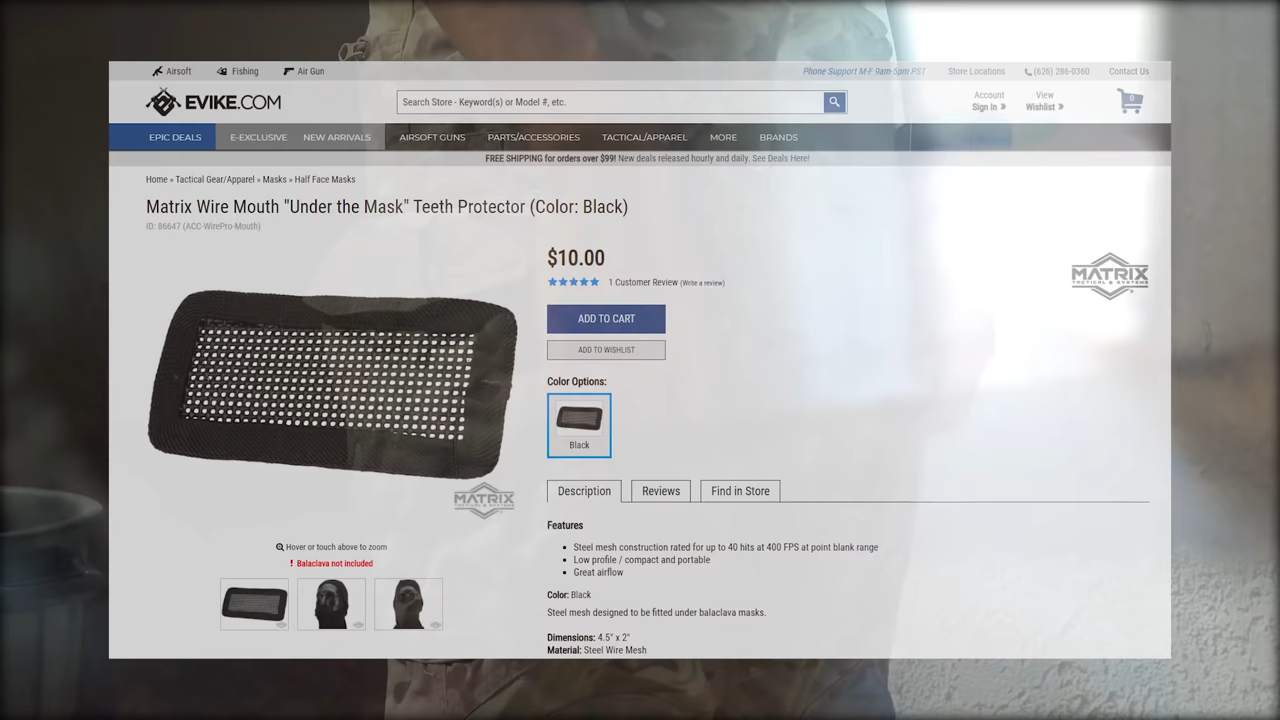 Airsoft Fishing Air Gun Phone Support M-F 9am-5pm PST Store Locations (626) 286-0360 Contact Us
EVIKE.COM Search Store - Keyword(s) or Model #, etc. Account Sign in » View Wishlist » 0
EPIC DEALS E-EXCLUSIVE NEW ARRIVALS AIRSOFT GUNS PARTS/ACCESSORIES TACTICAL/APPAREL MORE BRANDS
FREE SHIPPING for orders over $99! New deals released hourly and daily. See Deals Here!
Home » Tactical Gear/Apparel » Masks » Half Face Masks
Matrix Wire Mouth "Under the Mask" Teeth Protector (Color: Black)
ID: 86647 (ACC-WirePro-Mouth)
$10.00
1 Customer Review (Write a review)
MATRIX
TACTICAL SYSTEMS
ADD TO CART
ADD TO WISHLIST
Color Options:
Black
MATRIX
TACTICAL SYSTEMS
Description Reviews Find in Store
Hover or touch above to zoom
! Balaclava not included
Features
Steel mesh construction rated for up to 40 hits at 400 FPS at point blank range
Low profile / compact and portable
Great airflow
Color: Black
Steel mesh designed to be fitted under balaclava masks.
Dimensions: 4.5" x 2"
Material: Steel Wire Mesh